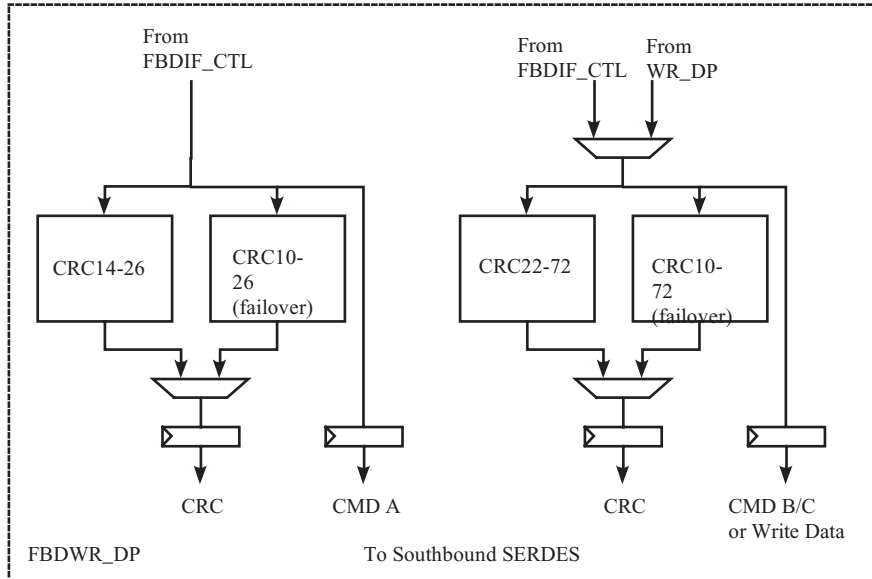 From
FBDIF_CTL
From
FBDIF_CTL
From
WR_DP
CRC14-26
CRC10-
26
(failover)
CRC22-72
CRC10-
72
(failover)
CRC
CMD A
CRC
CMD B/C
or Write Data
FBDWR_DP
To Southbound SERDES